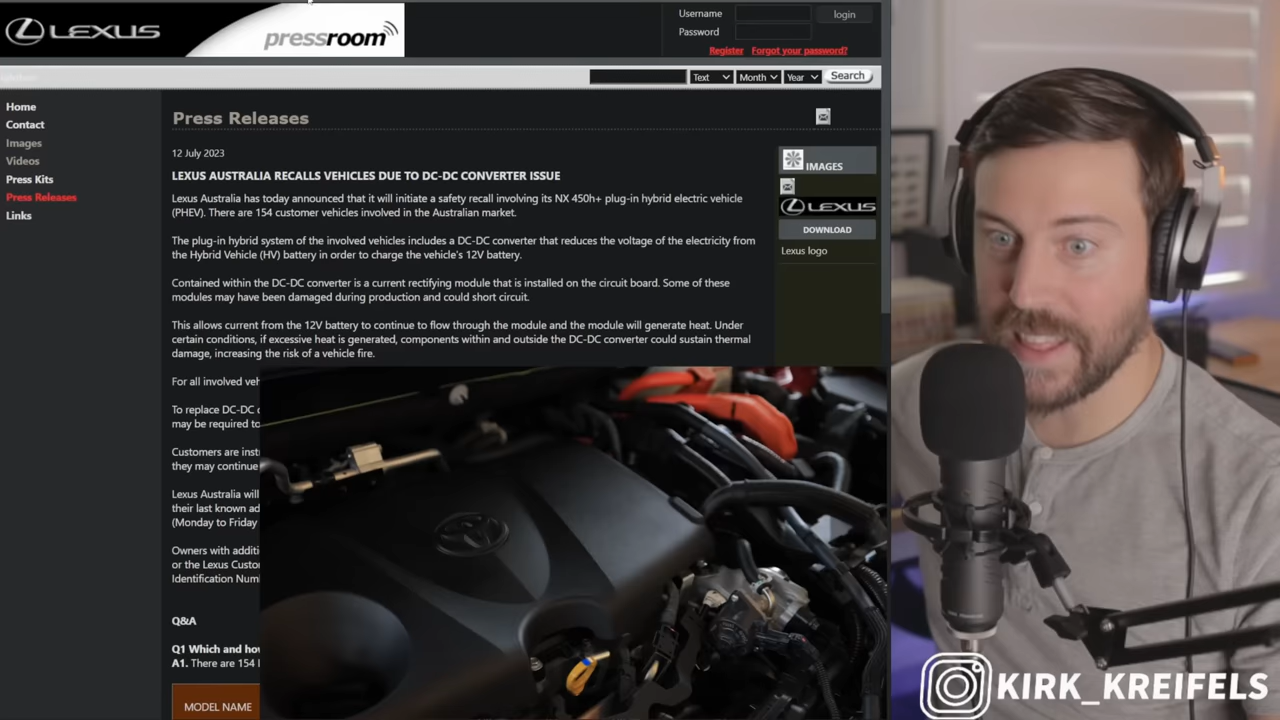 LEXUS
pressroom
Username
login
Password
Register Forgot your password?
Text Month Year Search
Home
Contact
Images
Videos
Press Kits
Press Releases
Links
Press Releases
12 July 2023
LEXUS AUSTRALIA RECALLS VEHICLES DUE TO DC-DC CONVERTER ISSUE
Lexus Australia has today announced that it will initiate a safety recall involving its NX 450h+ plug-in hybrid electric vehicle
(PHEV). There are 154 customer vehicles involved in the Australian market.
The plug-in hybrid system of the involved vehicles includes a DC-DC converter that reduces the voltage of the electricity from
the Hybrid Vehicle (HV) battery in order to charge the vehicle's 12V battery.
Contained within the DC-DC converter is a current rectifying module that is installed on the circuit board. Some of these
modules may have been damaged during production and could short circuit.
This allows current from the 12V battery to continue to flow through the module and the module will generate heat. Under
certain conditions, if excessive heat is generated, components within and outside the DC-DC converter could sustain thermal
damage, increasing the risk of a vehicle fire.
For all involved veh
To replace DC-DC
may be required to
Customers are inst
they may continue
Lexus Australia will
their last known ad
(Monday to Friday
Owners with additi
or the Lexus Custo
Identification Num
Q&A
Q1 Which and how
A1. There are 154
MODEL NAME
IMAGES
LEXUS
DOWNLOAD
Lexus logo
KIRK_KREIFELS